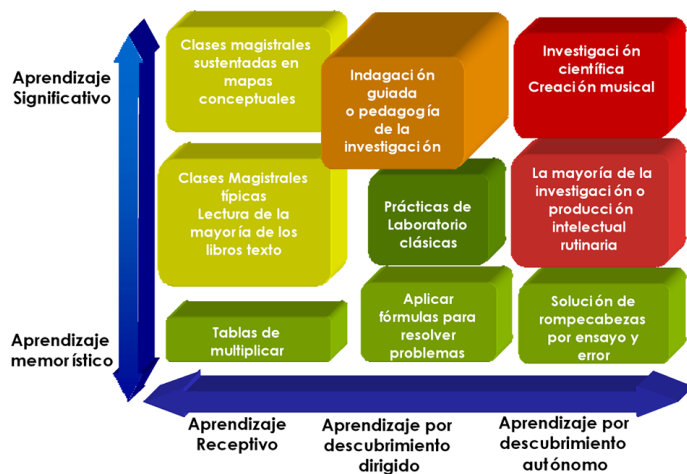 Aprendizaje
Significativo
Clases magistrales
sustentadas en
mapas
conceptuales
Indagación
guiada
o pedagogía
de la
investigación
Investigación
científica
Creación musical
Clases Magistrales
típicas
Lectura de la
mayoría de los
libros texto
Prácticas de
Laboratorio
clásicas
La mayoría de la
investigación o
producción
intelectual
rutinaria
Aprendizaje
memorístico
Tablas de
multiplicar
Aplicar
fórmulas para
resolver
problemas
Solución de
rompecabezas
por ensayo y
error
Aprendizaje
Receptivo
Aprendizaje por
descubrimiento
dirigido
Aprendizaje por
descubrimiento
autónomo